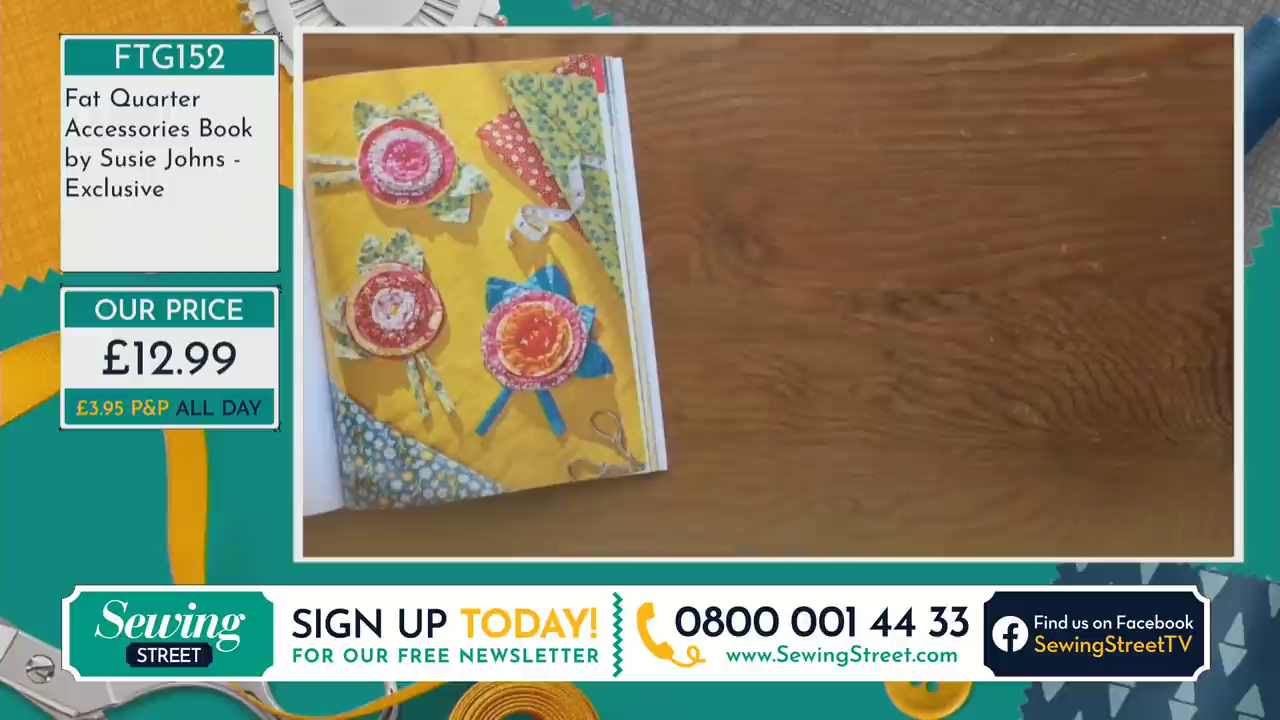 FTG152
Fat Quarter
Accessories Book
by Susie Johns -
Exclusive
OUR PRICE
£12.99
£3.95 P&P ALL DAY
Sewing
STREET
SIGN UP TODAY!
FOR OUR FREE NEWSLETTER
0800 001 44 33
www.SewingStreet.com
Find us on Facebook
SewingStreetTV